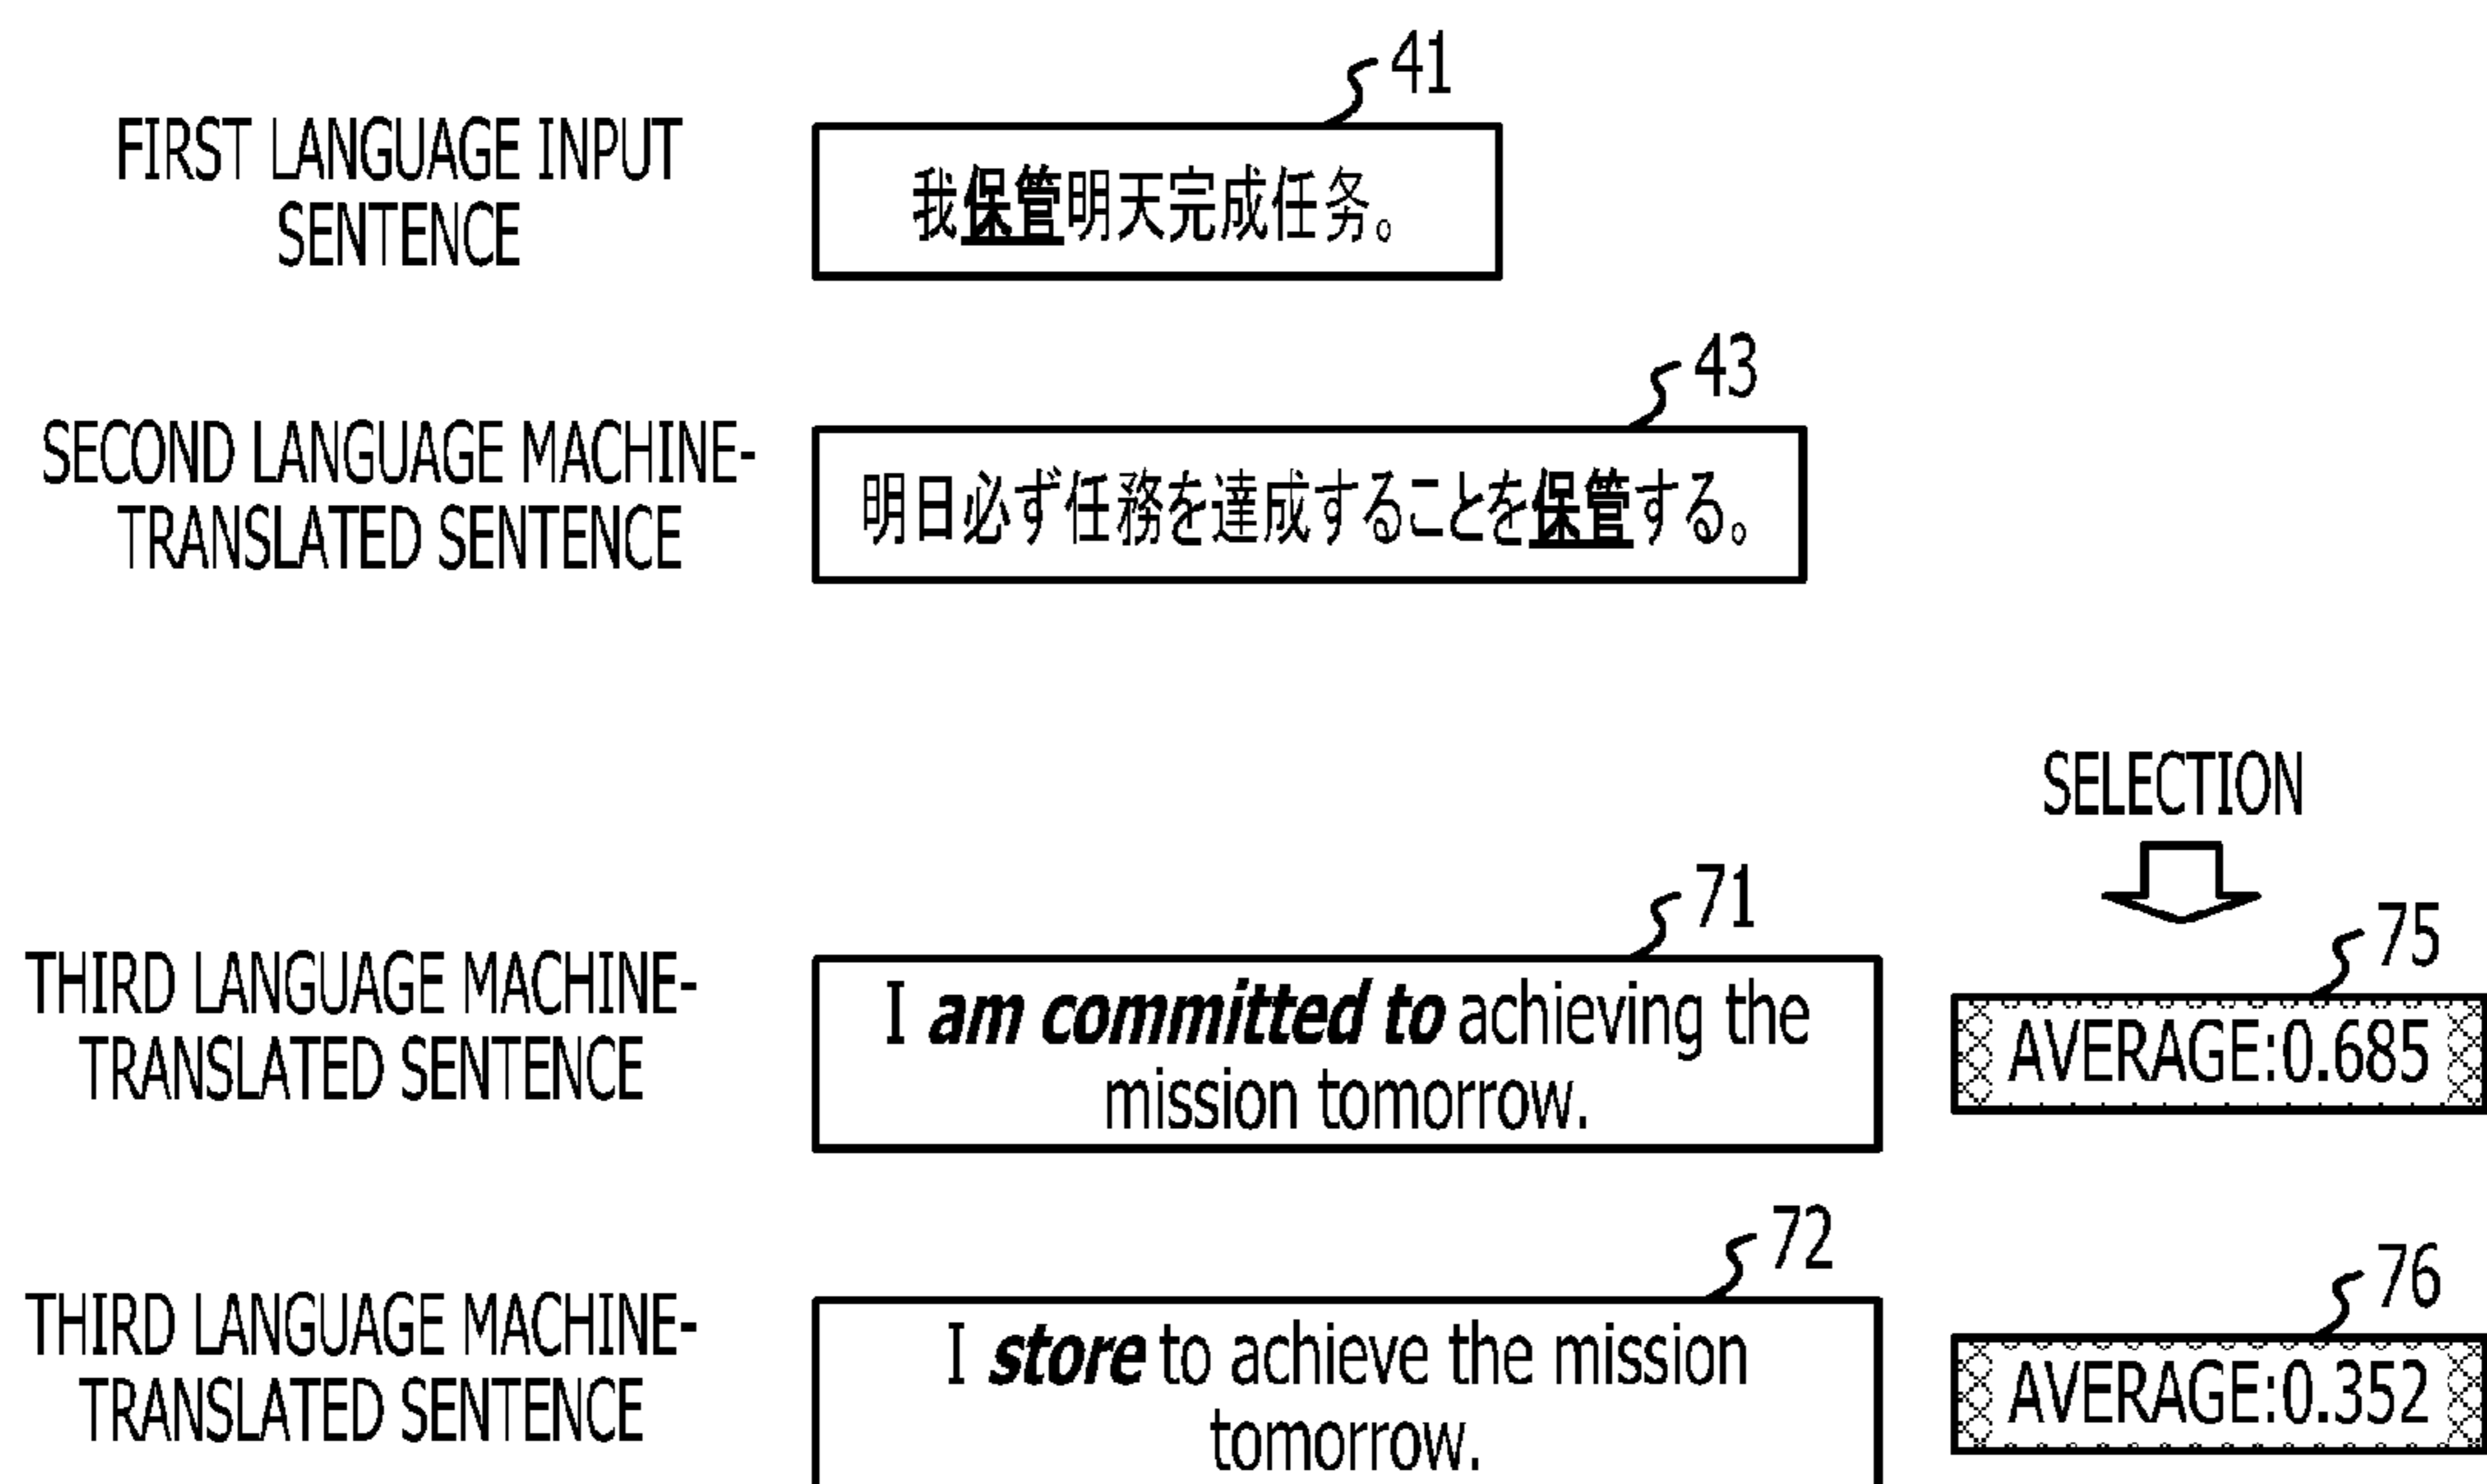 41
FIRST LANGUAGE INPUT
SENTENCE
我保管明天完成任务。
43
SECOND LANGUAGE MACHINE-
TRANSLATED SENTENCE
明日必ず任務を達成することを保管する。
SELECTION
71
75
THIRD LANGUAGE MACHINE-
TRANSLATED SENTENCE
I am committed to achieving the
mission tomorrow.
AVERAGE:0.685
72
76
THIRD LANGUAGE MACHINE-
TRANSLATED SENTENCE
I store to achieve the mission
tomorrow.
AVERAGE:0.352